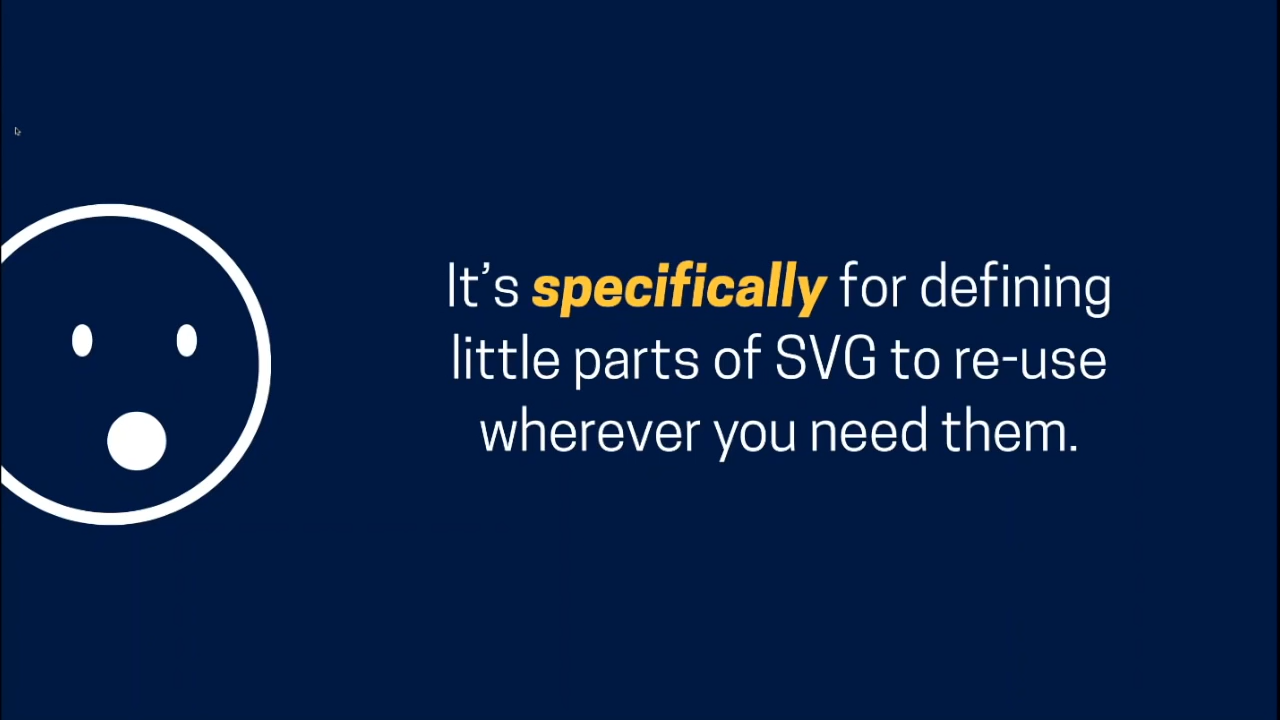 It’s specifically for defining
little parts of SVG to re-use
wherever you need them.